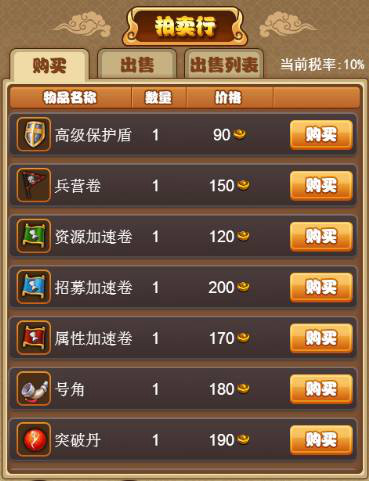 拍卖行
购买 出售 出售列表 当前税率:10%
物品名称 数量 价格
高级保护盾 1 90 购买
兵营卷 1 150 购买
资源加速卷 1 120 购买
招募加速卷 1 200 购买
属性加速卷 1 170 购买
号角 1 180 购买
突破丹 1 190 购买